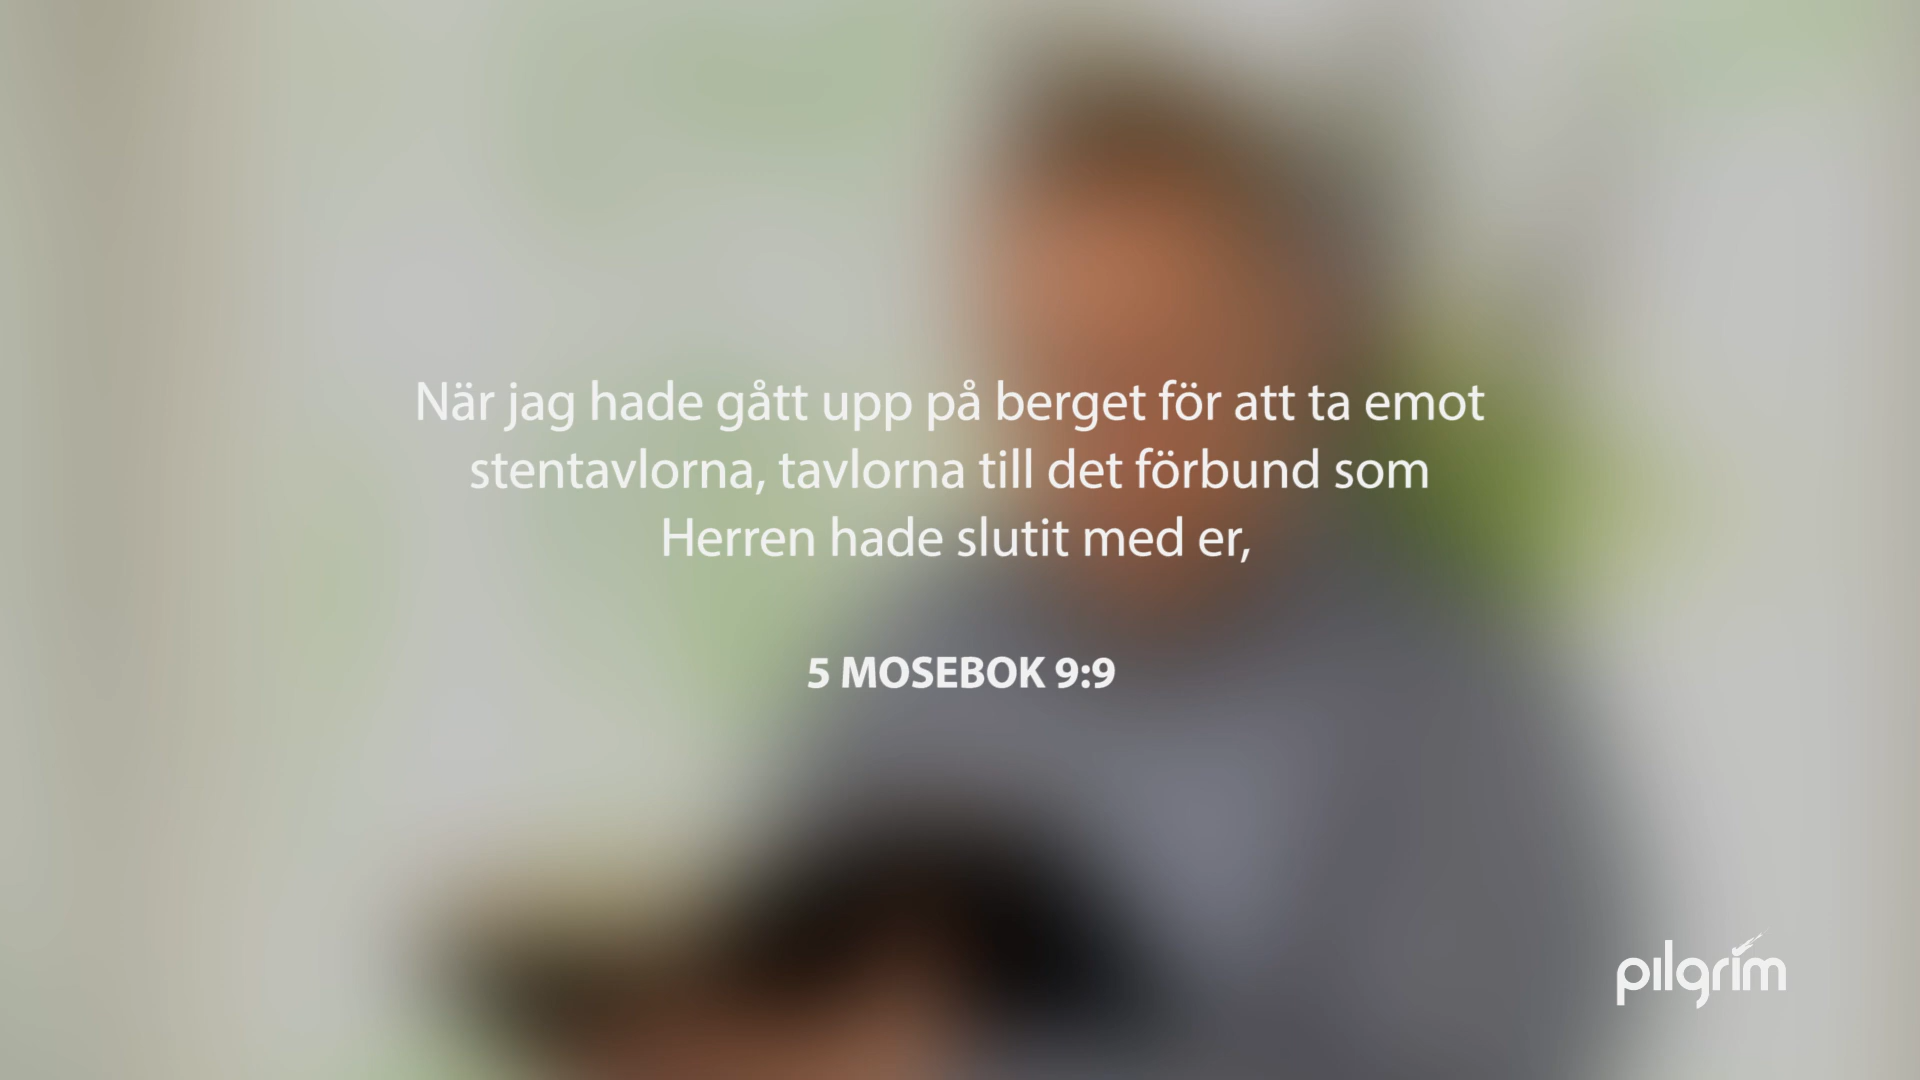 När jag hade gått upp på berget för att ta emot
stentavlorna, tavlorna till det förbund som
Herren hade slutit med er,
5 MOSEBOK 9:9
pilgrim